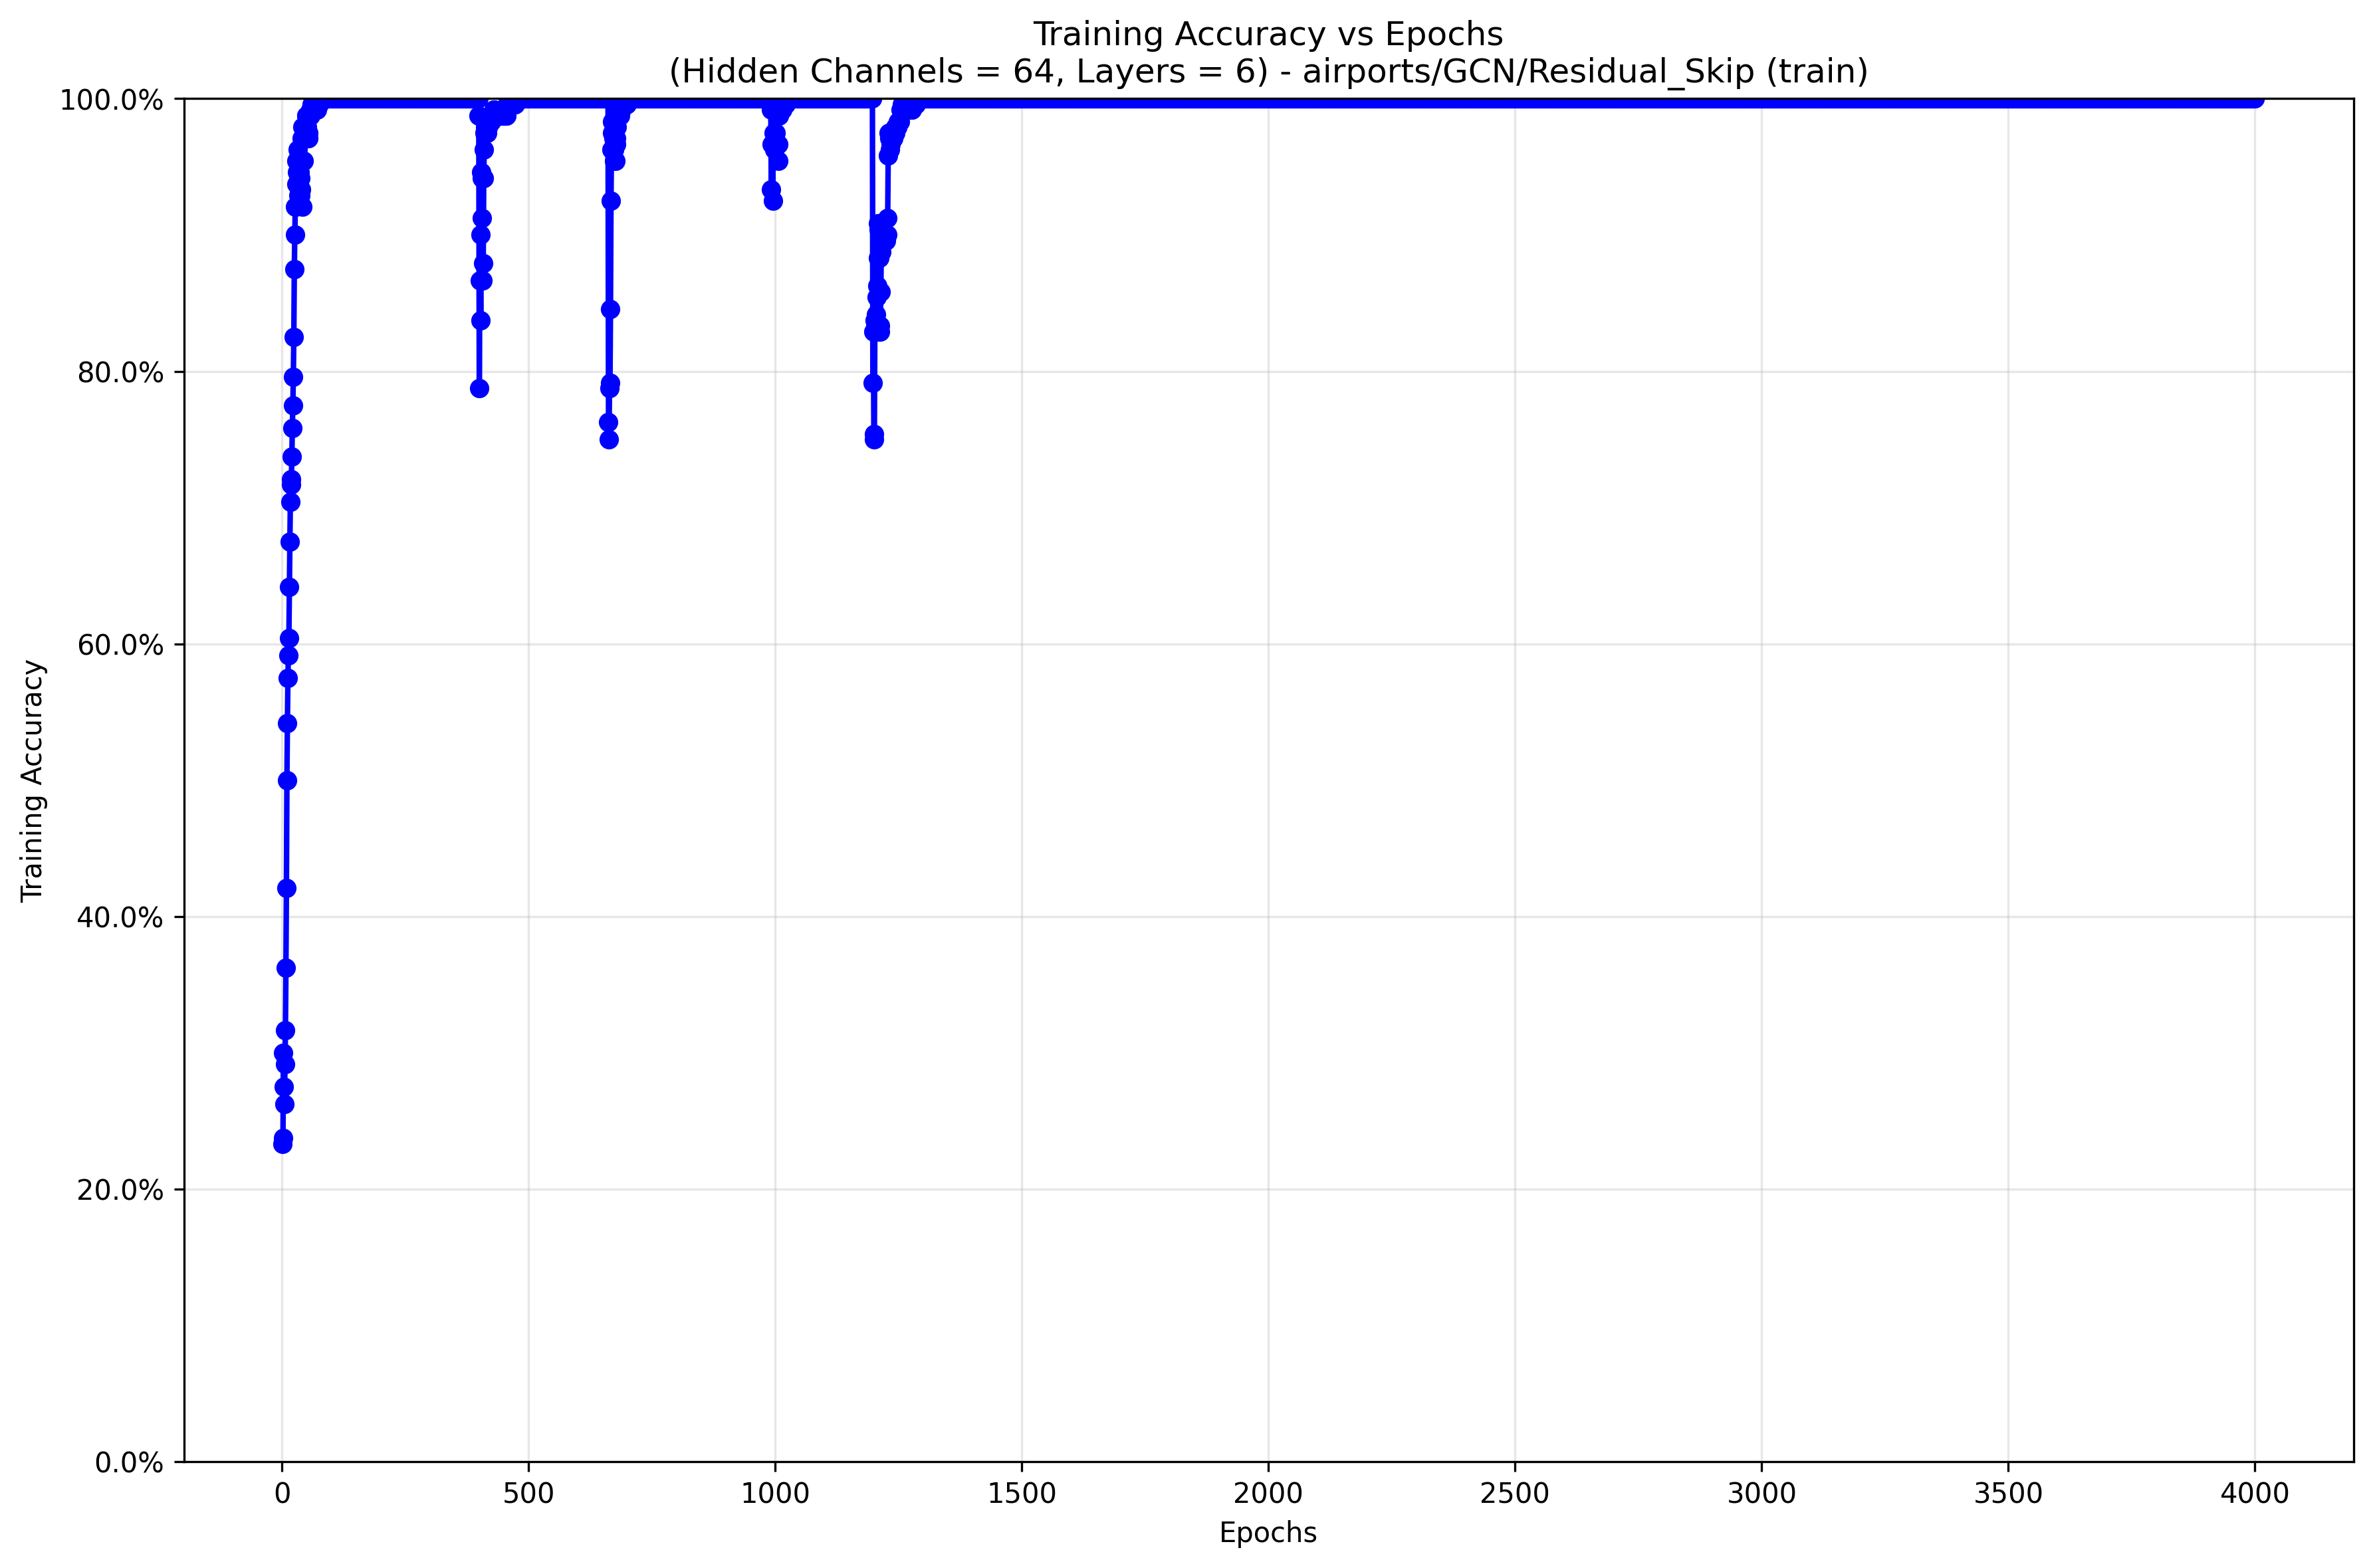 Training Accuracy vs Epochs
(Hidden Channels = 64, Layers = 6) - airports/GCN/Residual_Skip (train)
100.0%
80.0%
60.0%
40.0%
20.0%
0.0%
Training Accuracy
0 500 1000 1500 2000 2500 3000 3500 4000
Epochs